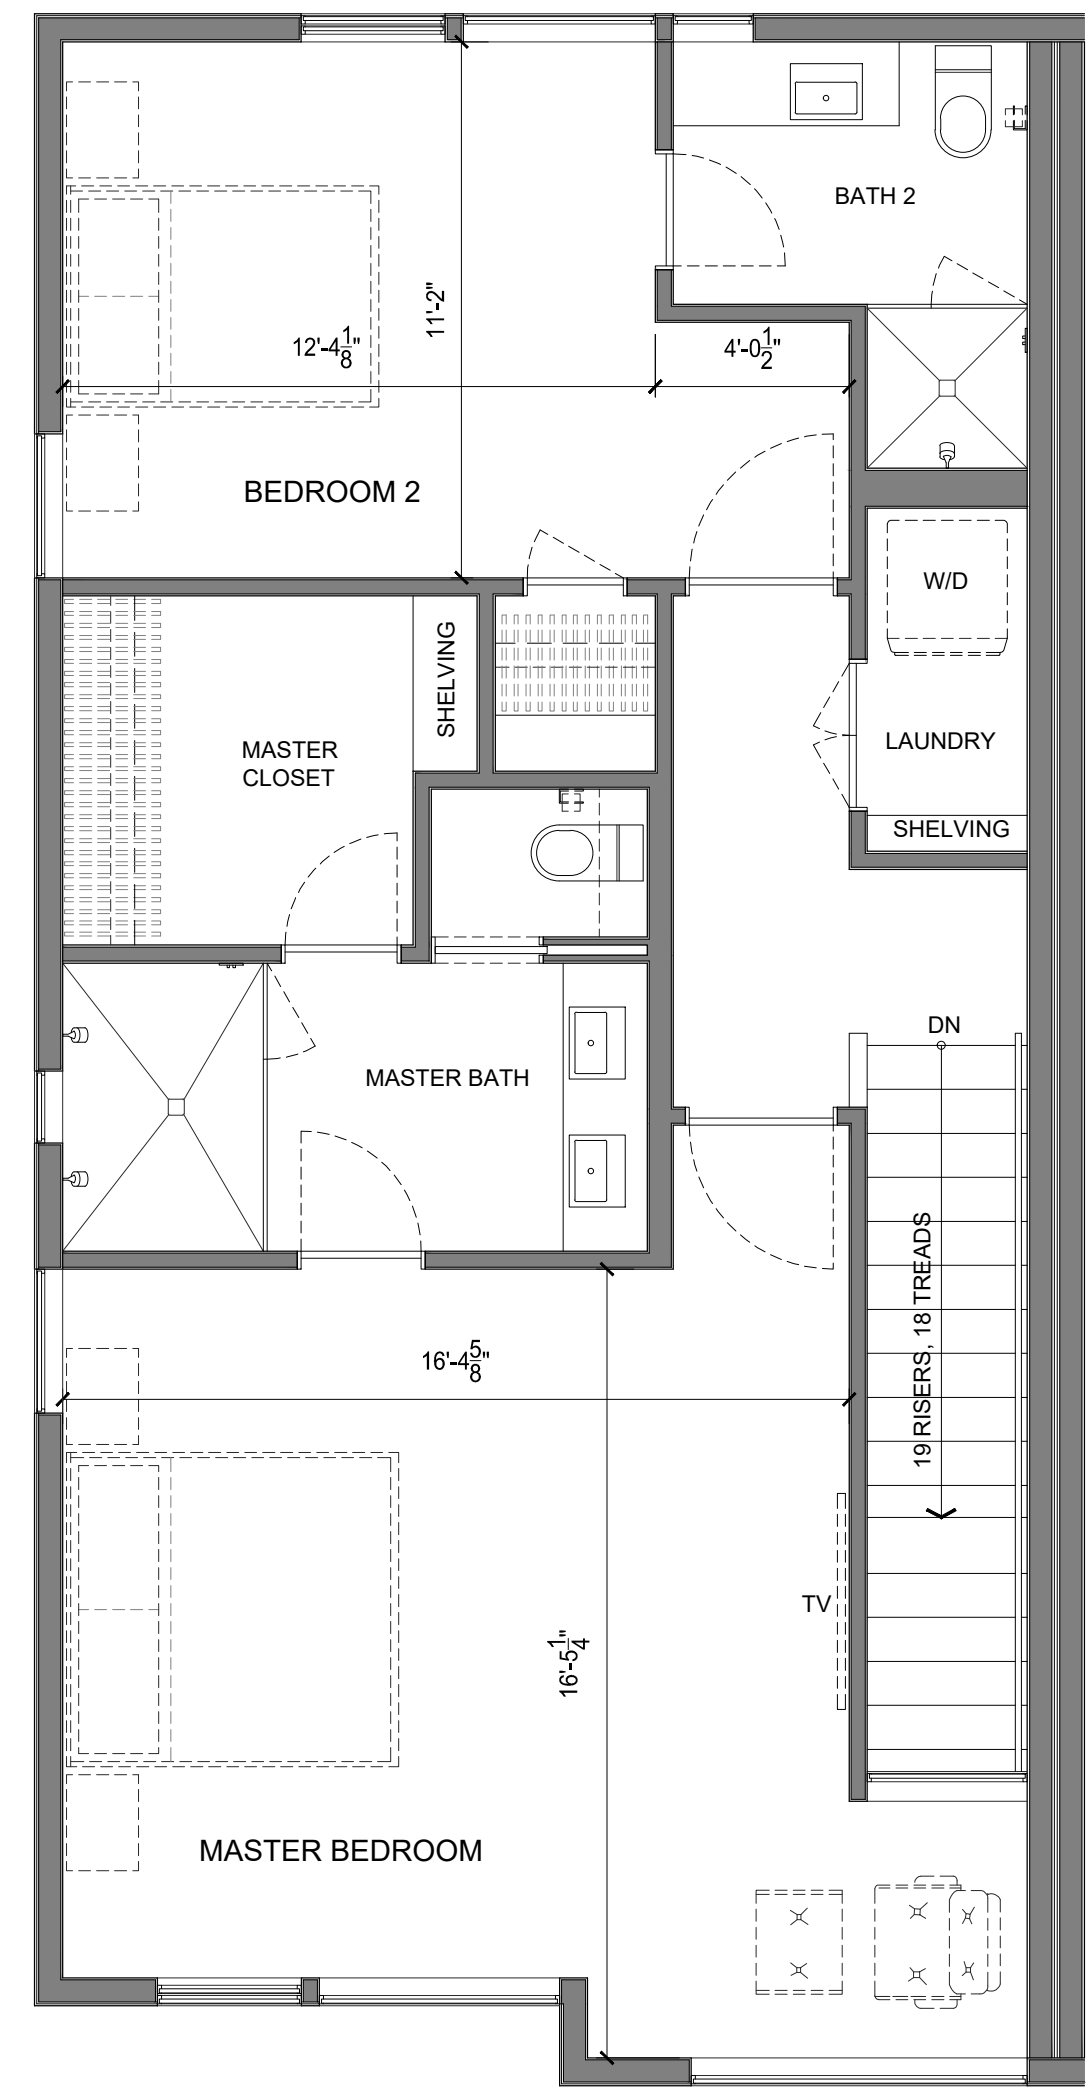 BATH 2
11'-2"
12'-4 1/8"
4'-0 1/2"
BEDROOM 2
W/D
SHELVING
MASTER
CLOSET
LAUNDRY
SHELVING
DN
MASTER BATH
19 RISERS, 18 TREADS
16'-4 5/8"
TV
16'-5 1/4"
MASTER BEDROOM